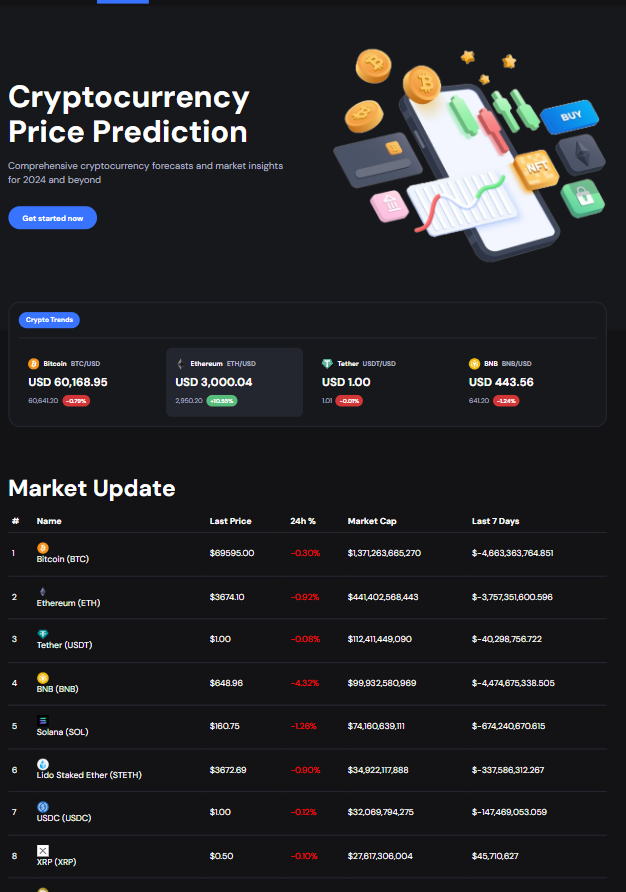 Cryptocurrency
Price Prediction
Comprehensive cryptocurrency forecasts and market insights
for 2024 and beyond
Get started now
BUY
NFT
Crypto Trends
Bitcoin BTC/USD
USD 60,168.95
60,641.20 -0.79%
Ethereum ETH/USD
USD 3,000.04
2,950.20 +10.55%
Tether USDT/USD
USD 1.00
1.01 -0.01%
BNB BNB/USD
USD 443.56
641.20 -1.24%
Market Update
# Name Last Price 24h % Market Cap Last 7 Days
1 Bitcoin (BTC) $69595.00 -0.30% $1,371,263,665,270 $-4,663,363,764.851
2 Ethereum (ETH) $3674.10 -0.92% $441,402,568,443 $-3,757,351,600.596
3 Tether (USDT) $1.00 -0.08% $112,411,449,090 $-40,298,756.722
4 BNB (BNB) $648.96 -4.32% $99,932,580,969 $-4,474,675,338.505
5 Solana (SOL) $160.75 -1.26% $74,160,639,111 $-674,240,670.615
6 Lido Staked Ether (STETH) $3672.69 -0.90% $34,922,117,888 $-337,586,312.267
7 USDC (USDC) $1.00 -0.12% $32,069,794,275 $-147,469,053.059
8 XRP (XRP) $0.50 -0.10% $27,617,306,004 $45,710,627